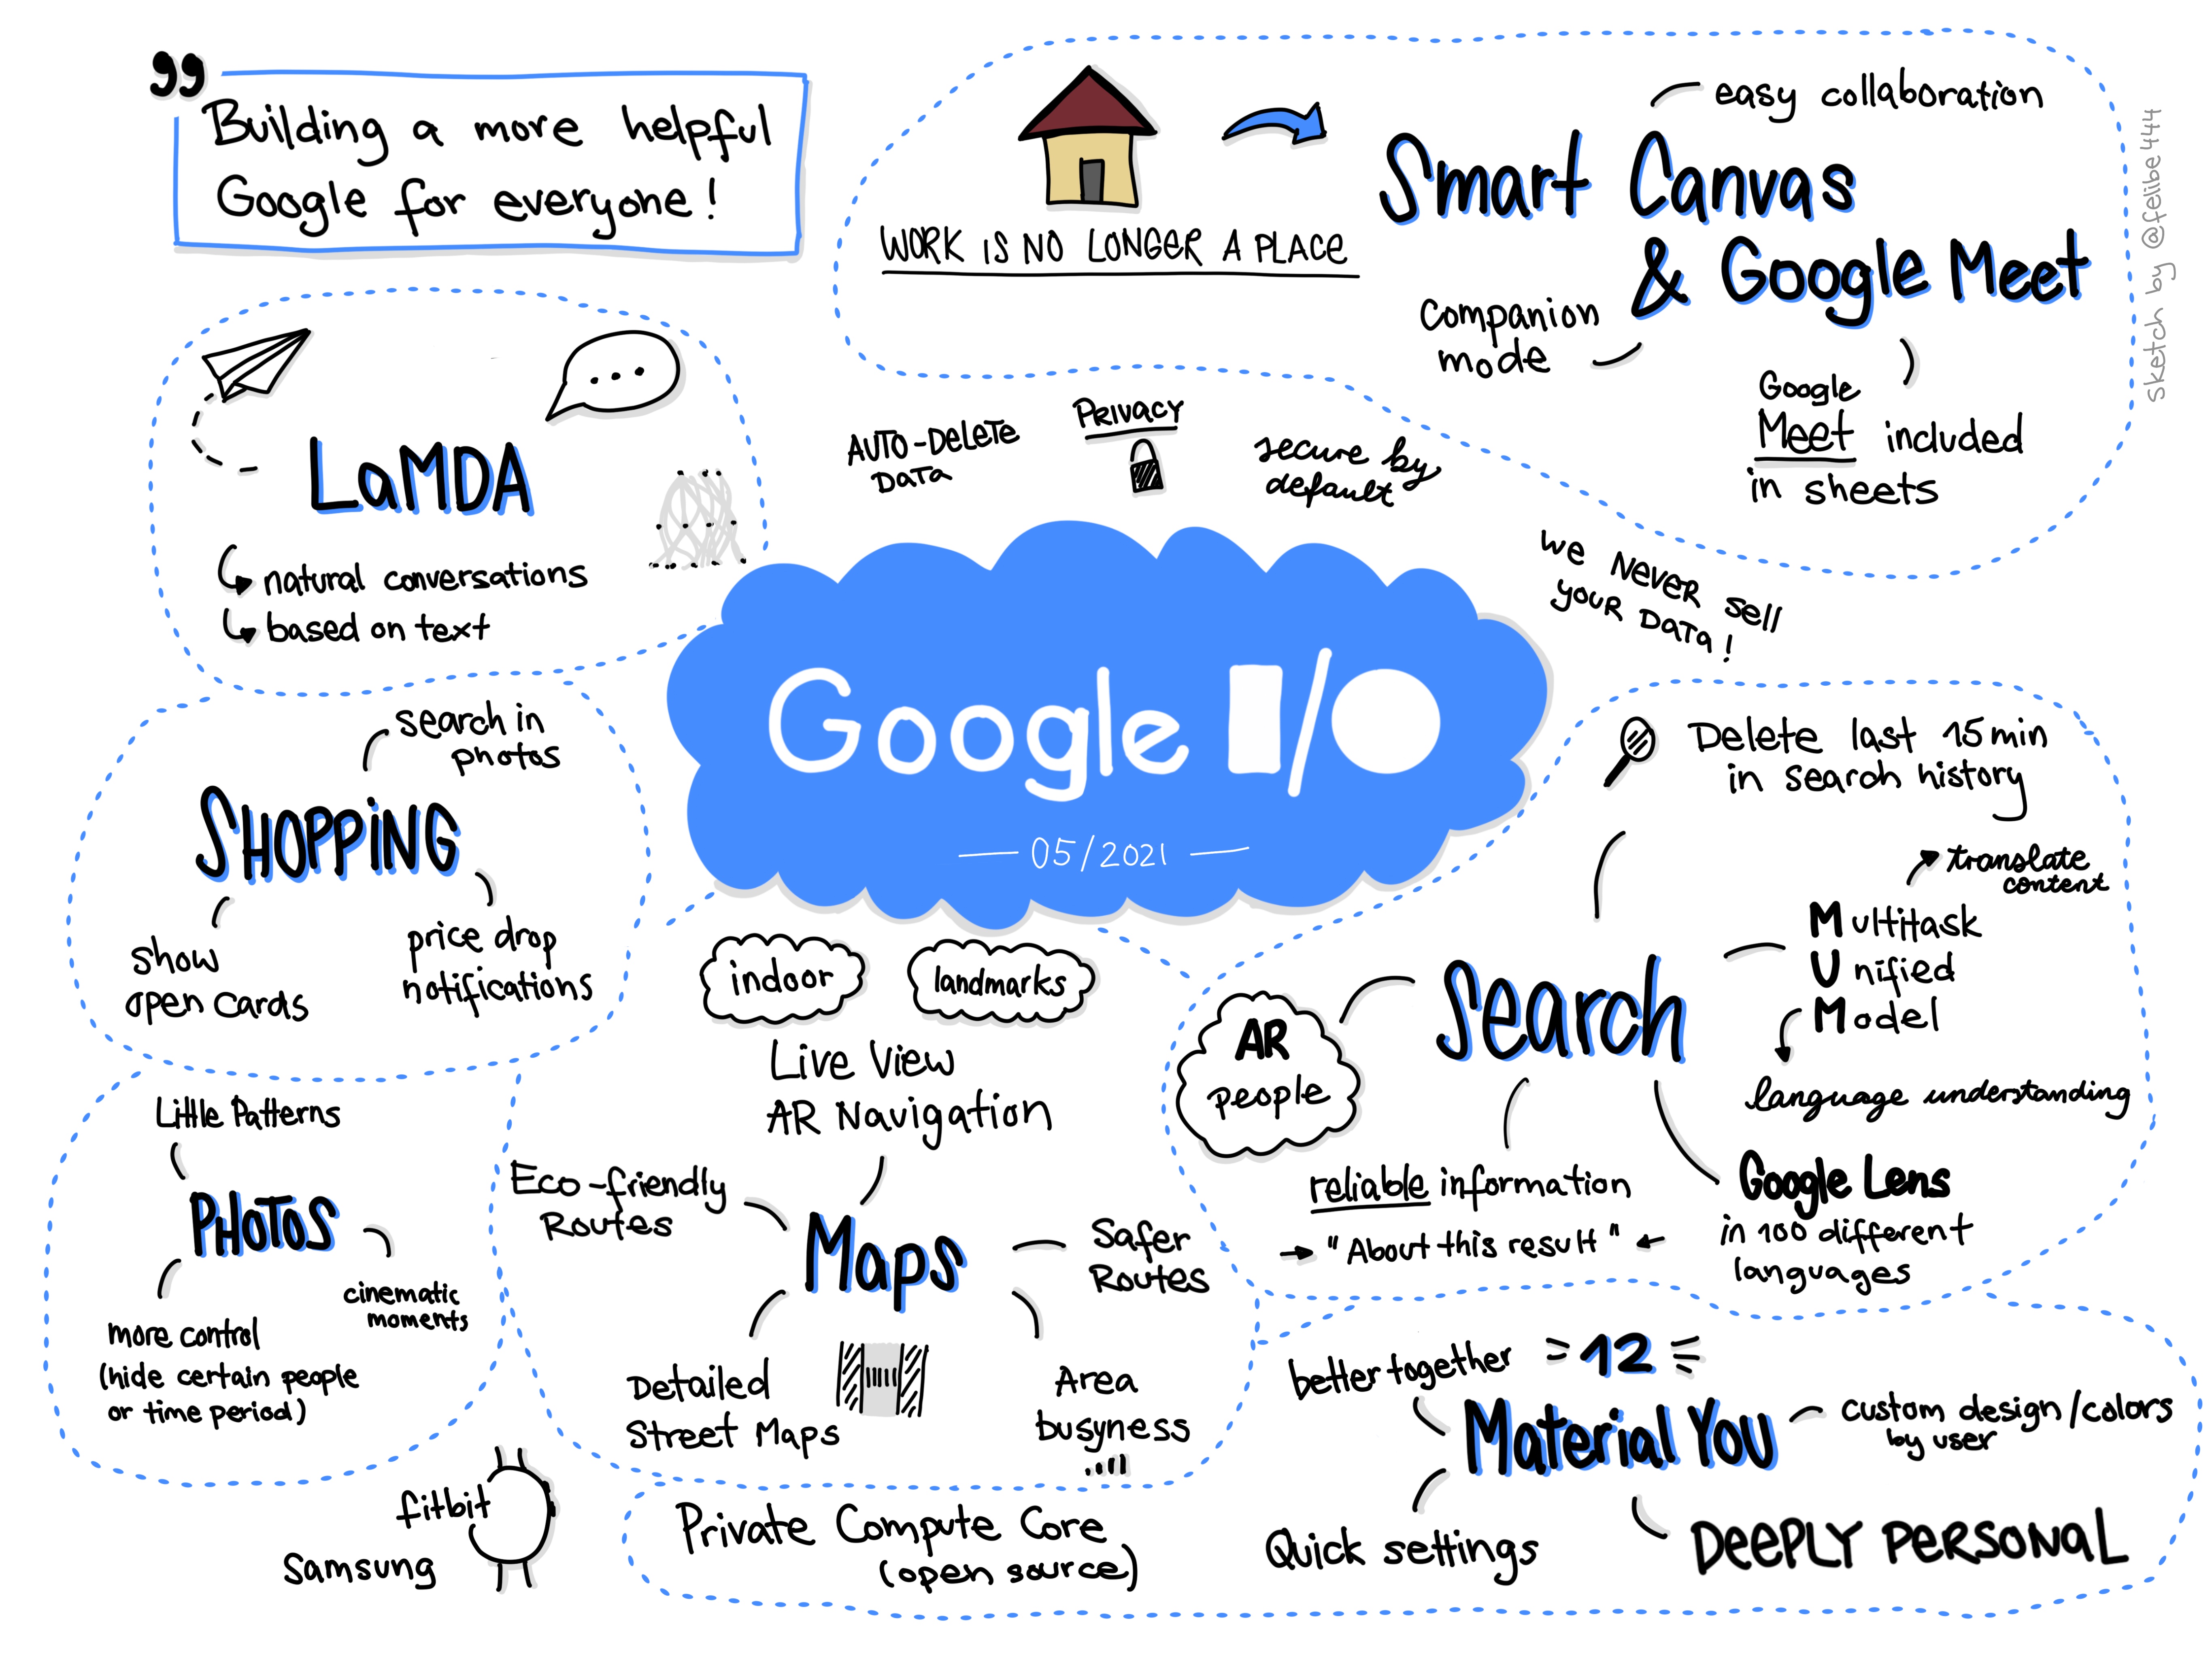 Building a more helpful
Google for everyone!
WORK IS NO LONGER A PLACE
easy collaboration
Smart Canvas
& Google Meet
Companion
mode
Google
Meet included
in sheets
sketch by @felibe444
LaMDA
natural conversations
based on text
AUTO-DELETE
DATA
PRIVACY
secure by
default
we NEVER sell
YOUR DATA!
Google I/O
05/2021
SHOPPING
search in
photos
show
open cards
price drop
notifications
Delete last 15 min
in search history
Search
translate
content
Multitask
Unified
Model
language understanding
AR
people
reliable information
"About this result"
Google Lens
in 100 different
languages
PHOTOS
Little Patterns
cinematic
moments
more control
(hide certain people
or time period)
indoor
landmarks
Live View
AR Navigation
Eco-friendly
Routes
Maps
Safer
Routes
Detailed
Street Maps
Area
busyness
better together
12
Material You
custom design/colors
by user
Quick settings
DEEPLY PERSONAL
fitbit
Samsung
Private Compute Core
(open source)